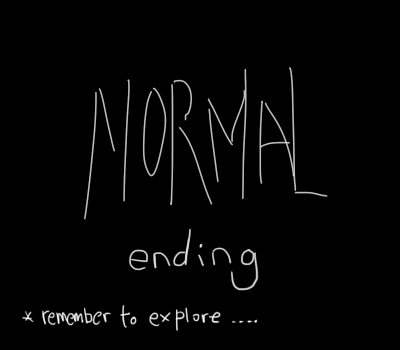 NORMAL
ending
* remember to explore ....